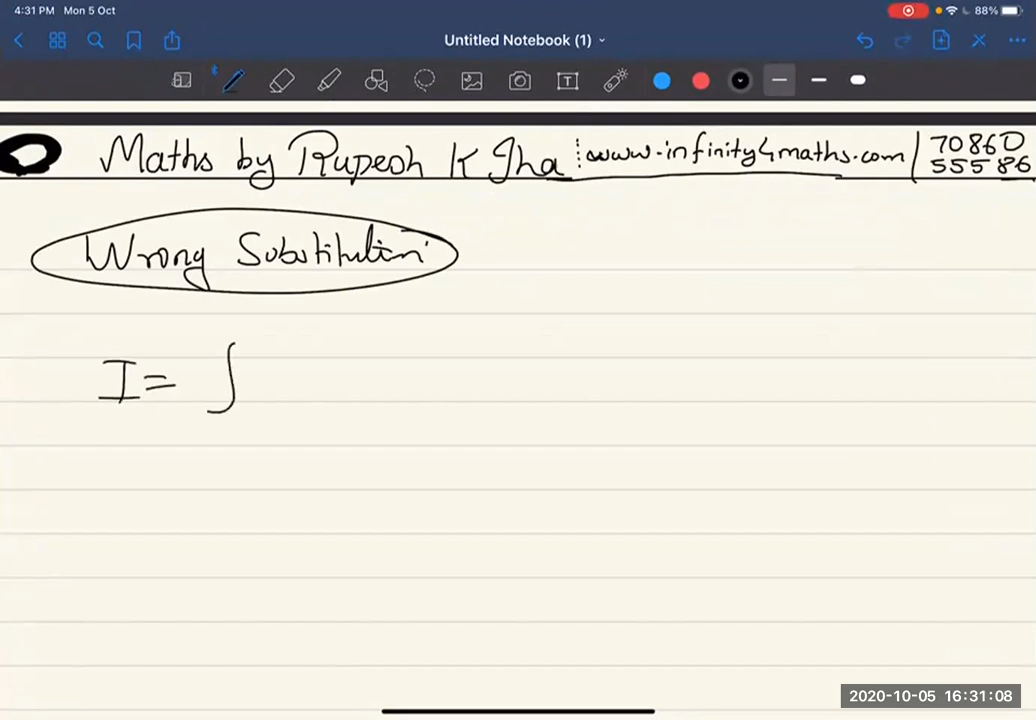 4:31 PM Mon 5 Oct
88%
Untitled Notebook (1)
Maths by Rupesh K Jha www.infinity4maths.com 70860
55586
Wrong Substitution
I = ∫
2020-10-05 16:31:08